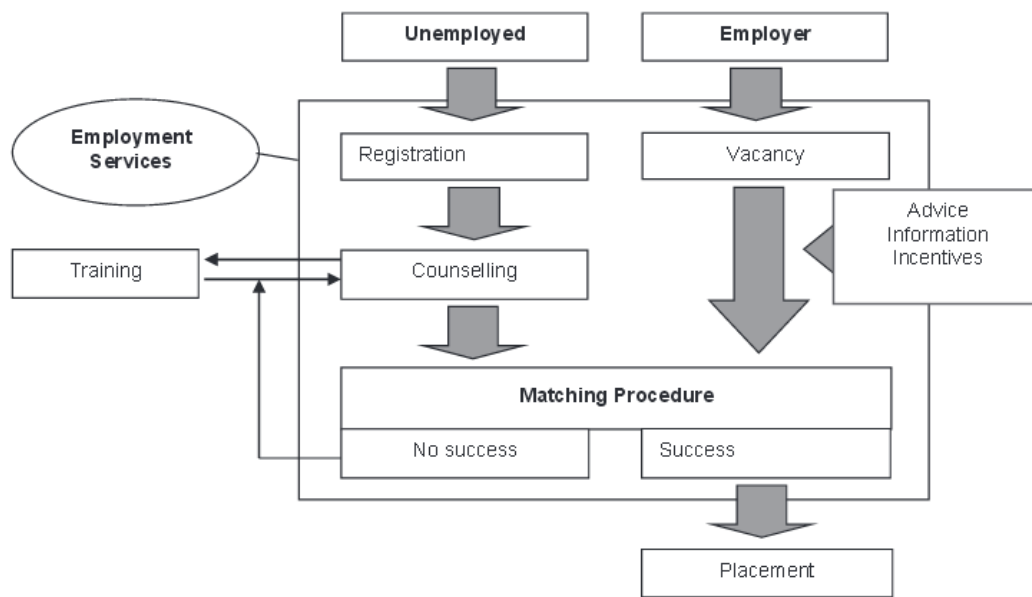 Unemployed
Employer
Employment
Services
Registration
Vacancy
Advice
Information
Incentives
Training
Counselling
Matching Procedure
No success
Success
Placement